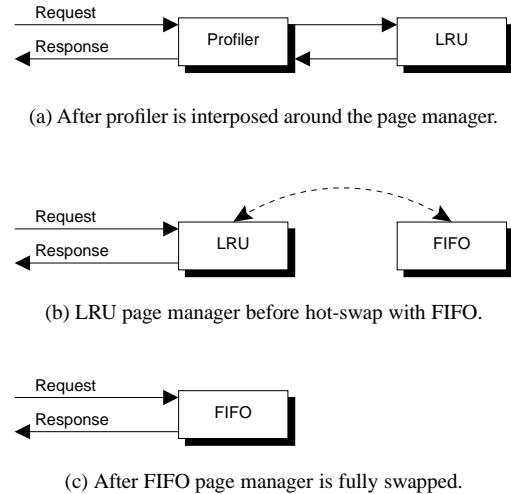 Request
Response
Profiler
LRU
(a) After profiler is interposed around the page manager.
Request
Response
LRU
FIFO
(b) LRU page manager before hot-swap with FIFO.
Request
Response
FIFO
(c) After FIFO page manager is fully swapped.